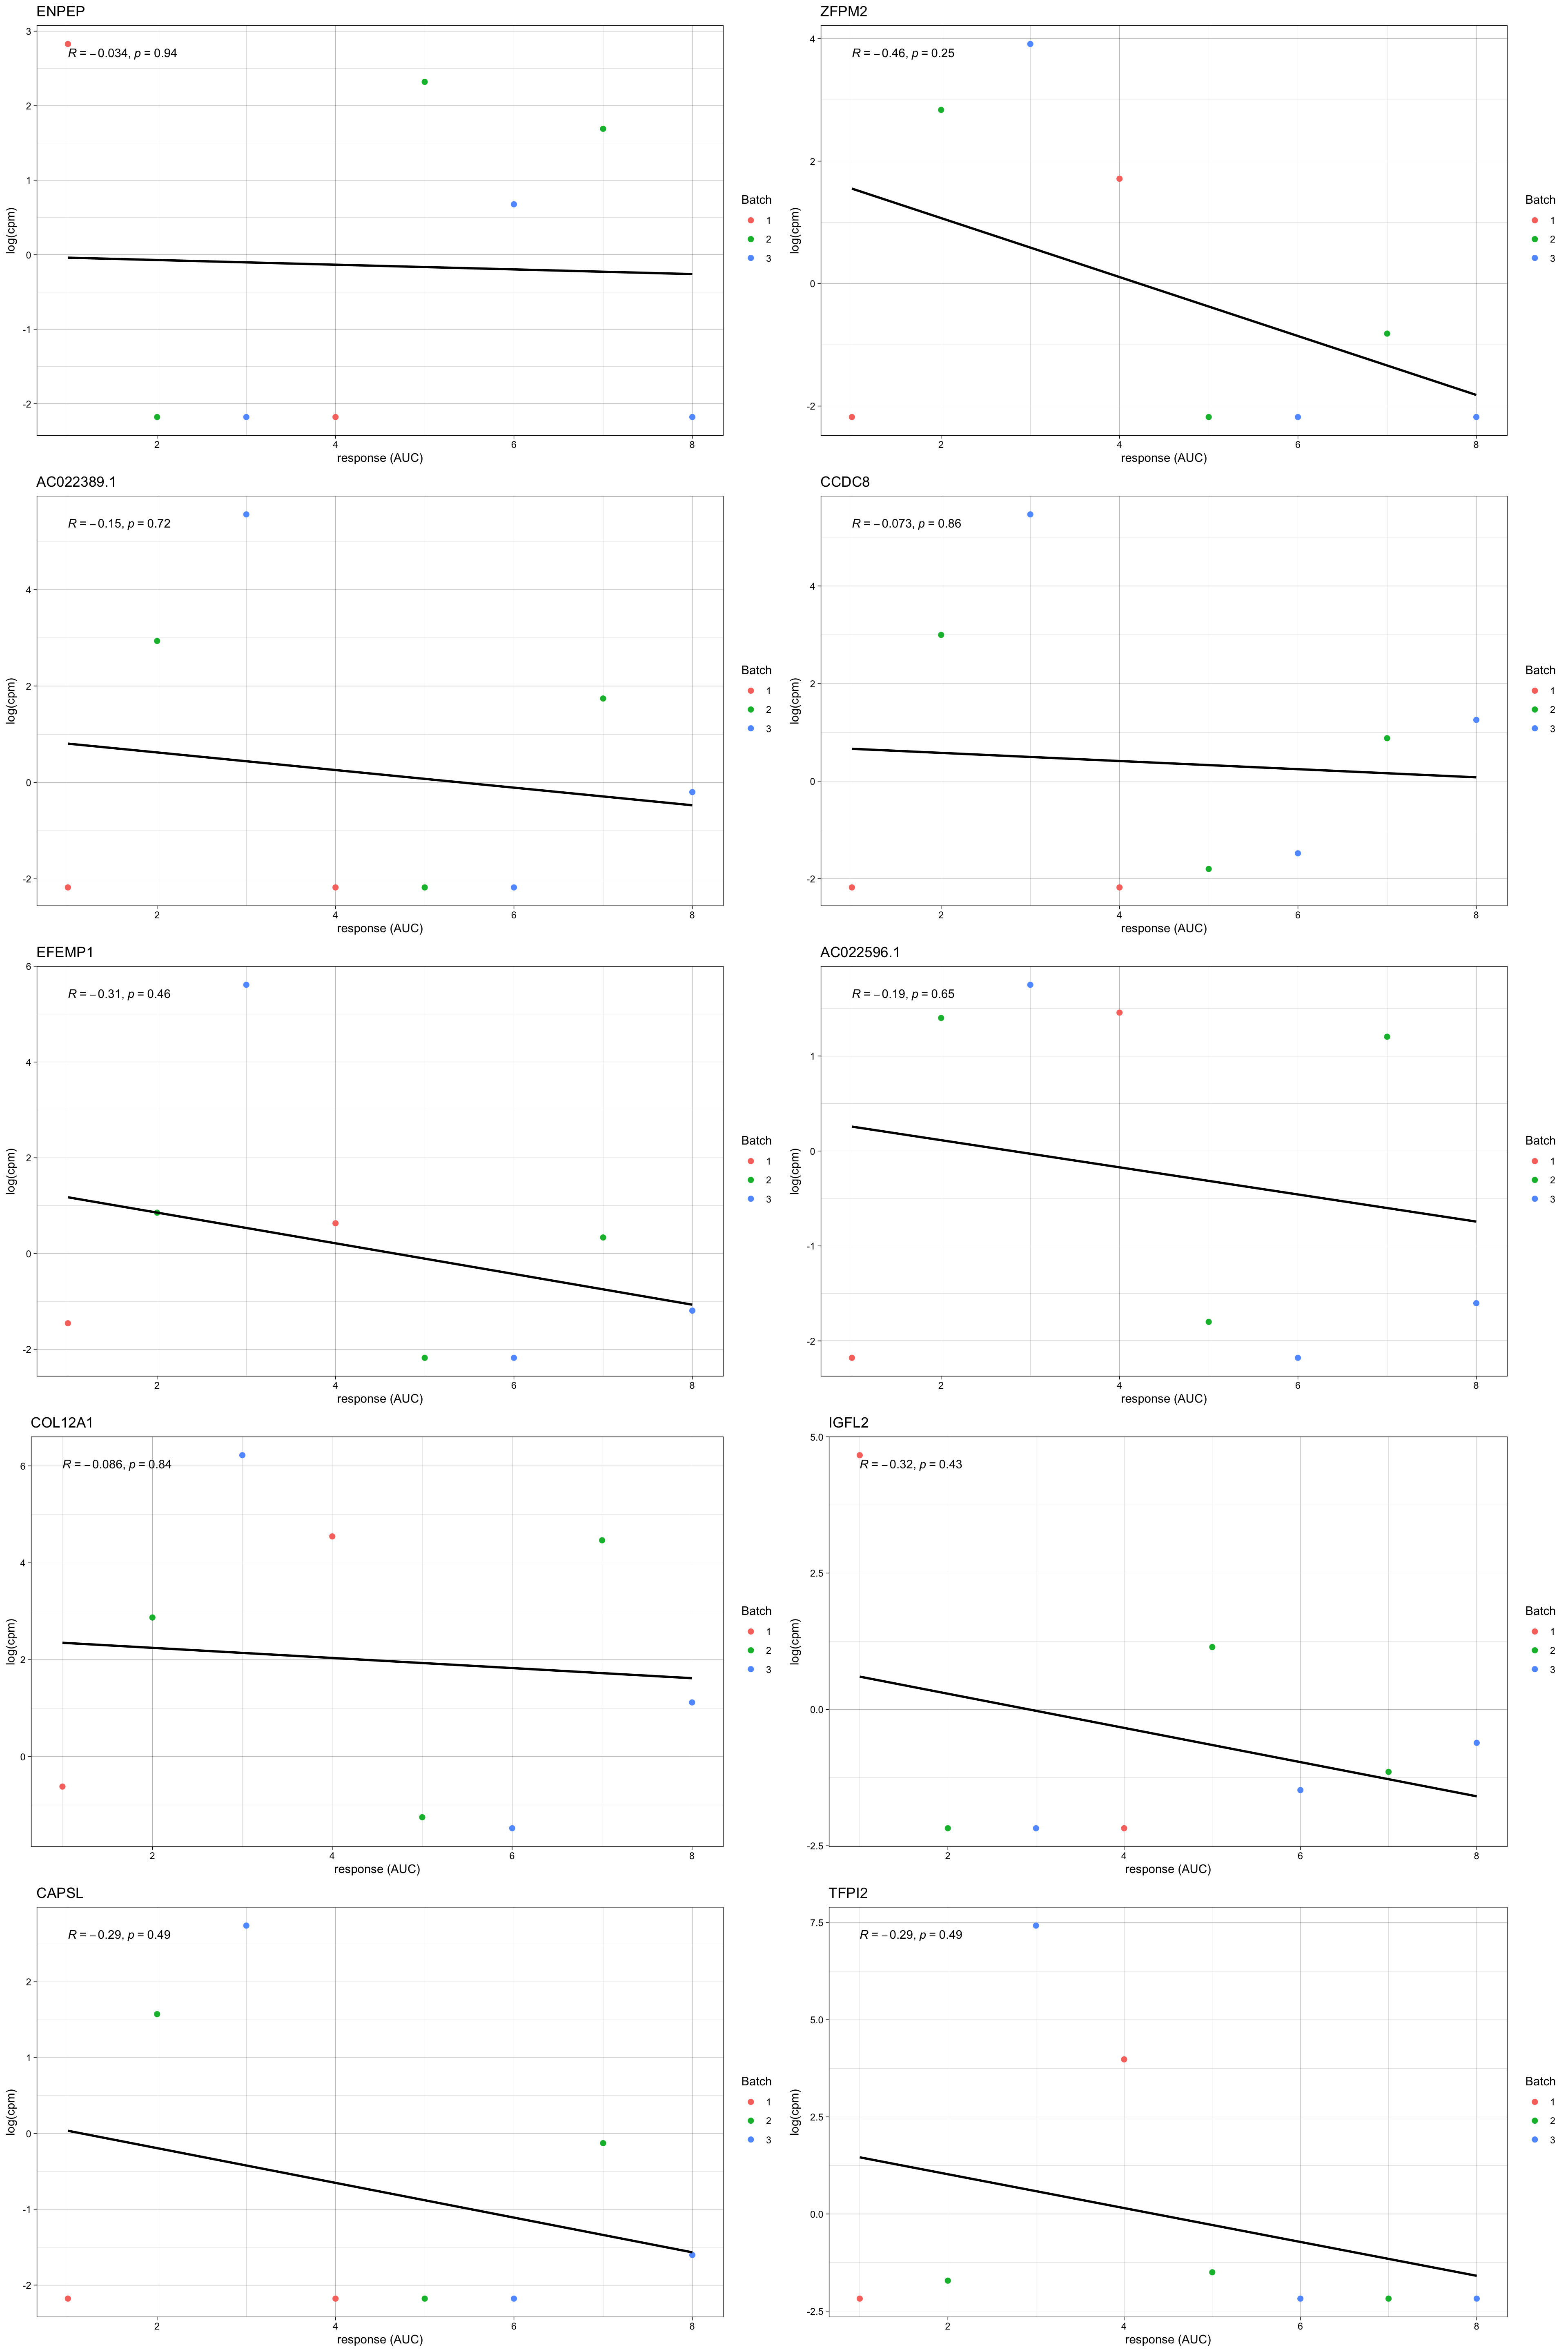 ENPEP
R = −0.034, p = 0.94
3
2
1
0
-1
-2
log(cpm)
2 4 6 8
response (AUC)
Batch
1
2
3
ZFPM2
R = −0.46, p = 0.25
4
2
0
-2
log(cpm)
2 4 6 8
response (AUC)
Batch
1
2
3
AC022389.1
R = −0.15, p = 0.72
4
2
0
-2
log(cpm)
2 4 6 8
response (AUC)
Batch
1
2
3
CCDC8
R = −0.073, p = 0.86
4
2
0
-2
log(cpm)
2 4 6 8
response (AUC)
Batch
1
2
3
EFEMP1
R = −0.31, p = 0.46
6
4
2
0
-2
log(cpm)
2 4 6 8
response (AUC)
Batch
1
2
3
AC022596.1
R = −0.19, p = 0.65
1
0
-1
-2
log(cpm)
2 4 6 8
response (AUC)
Batch
1
2
3
COL12A1
R = −0.086, p = 0.84
6
4
2
0
log(cpm)
2 4 6 8
response (AUC)
Batch
1
2
3
IGFL2
R = −0.32, p = 0.43
5.0
2.5
0.0
-2.5
log(cpm)
2 4 6 8
response (AUC)
Batch
1
2
3
CAPSL
R = −0.29, p = 0.49
2
1
0
-1
-2
log(cpm)
2 4 6 8
response (AUC)
Batch
1
2
3
TFPI2
R = −0.29, p = 0.49
7.5
5.0
2.5
0.0
-2.5
log(cpm)
2 4 6 8
response (AUC)
Batch
1
2
3